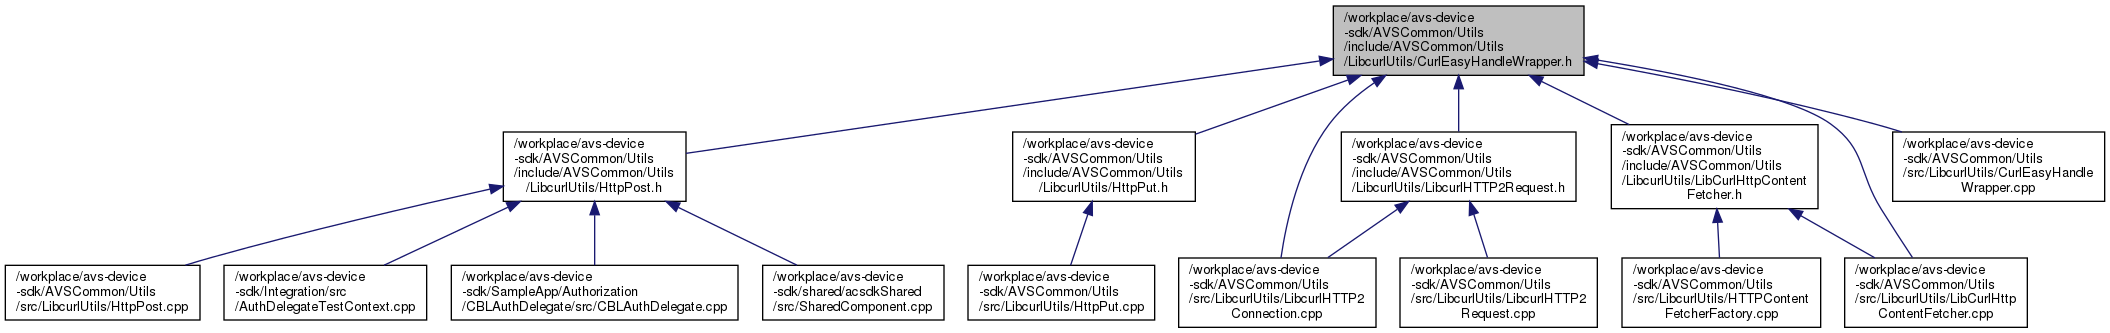 /workplace/avs-device
-sdk/AVSCommon/Utils
/include/AVSCommon/Utils
/LibcurlUtils/CurlEasyHandleWrapper.h
/workplace/avs-device
-sdk/AVSCommon/Utils
/include/AVSCommon/Utils
/LibcurlUtils/HttpPost.h
/workplace/avs-device
-sdk/AVSCommon/Utils
/include/AVSCommon/Utils
/LibcurlUtils/HttpPut.h
/workplace/avs-device
-sdk/AVSCommon/Utils
/include/AVSCommon/Utils
/LibcurlUtils/LibcurlHTTP2Request.h
/workplace/avs-device
-sdk/AVSCommon/Utils
/include/AVSCommon/Utils
/LibcurlUtils/LibCurlHttpContent
Fetcher.h
/workplace/avs-device
-sdk/AVSCommon/Utils
/src/LibcurlUtils/CurlEasyHandle
Wrapper.cpp
/workplace/avs-device
-sdk/AVSCommon/Utils
/src/LibcurlUtils/HttpPost.cpp
/workplace/avs-device
-sdk/Integration/src
/AuthDelegateTestContext.cpp
/workplace/avs-device
-sdk/SampleApp/Authorization
/CBLAuthDelegate/src/CBLAuthDelegate.cpp
/workplace/avs-device
-sdk/shared/acsdkShared
/src/SharedComponent.cpp
/workplace/avs-device
-sdk/AVSCommon/Utils
/src/LibcurlUtils/HttpPut.cpp
/workplace/avs-device
-sdk/AVSCommon/Utils
/src/LibcurlUtils/LibcurlHTTP2
Connection.cpp
/workplace/avs-device
-sdk/AVSCommon/Utils
/src/LibcurlUtils/LibcurlHTTP2
Request.cpp
/workplace/avs-device
-sdk/AVSCommon/Utils
/src/LibcurlUtils/HTTPContent
FetcherFactory.cpp
/workplace/avs-device
-sdk/AVSCommon/Utils
/src/LibcurlUtils/LibCurlHttp
ContentFetcher.cpp